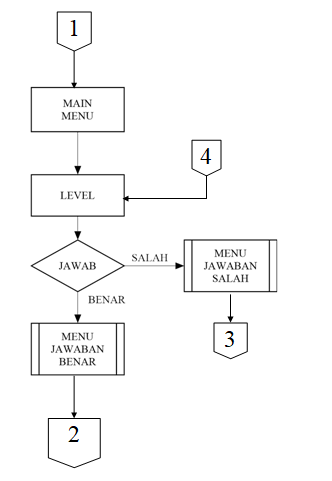 1
MAIN
MENU
4
LEVEL
JAWAB
SALAH
MENU
JAWABAN
SALAH
BENAR
MENU
JAWABAN
BENAR
3
2